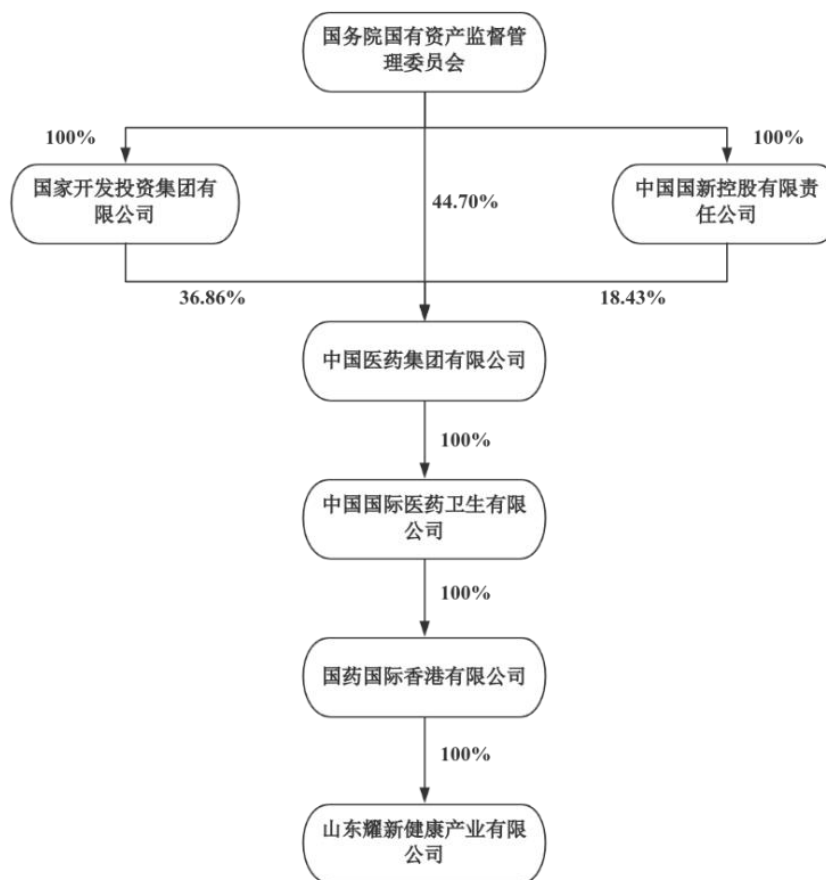 国务院国有资产监督管
理委员会
100%
100%
国家开发投资集团有
限公司
44.70%
中国国新控股有限责
任公司
36.86%
18.43%
中国医药集团有限公司
100%
中国国际医药卫生有限
公司
100%
国药国际香港有限公司
100%
山东耀新健康产业有限
公司